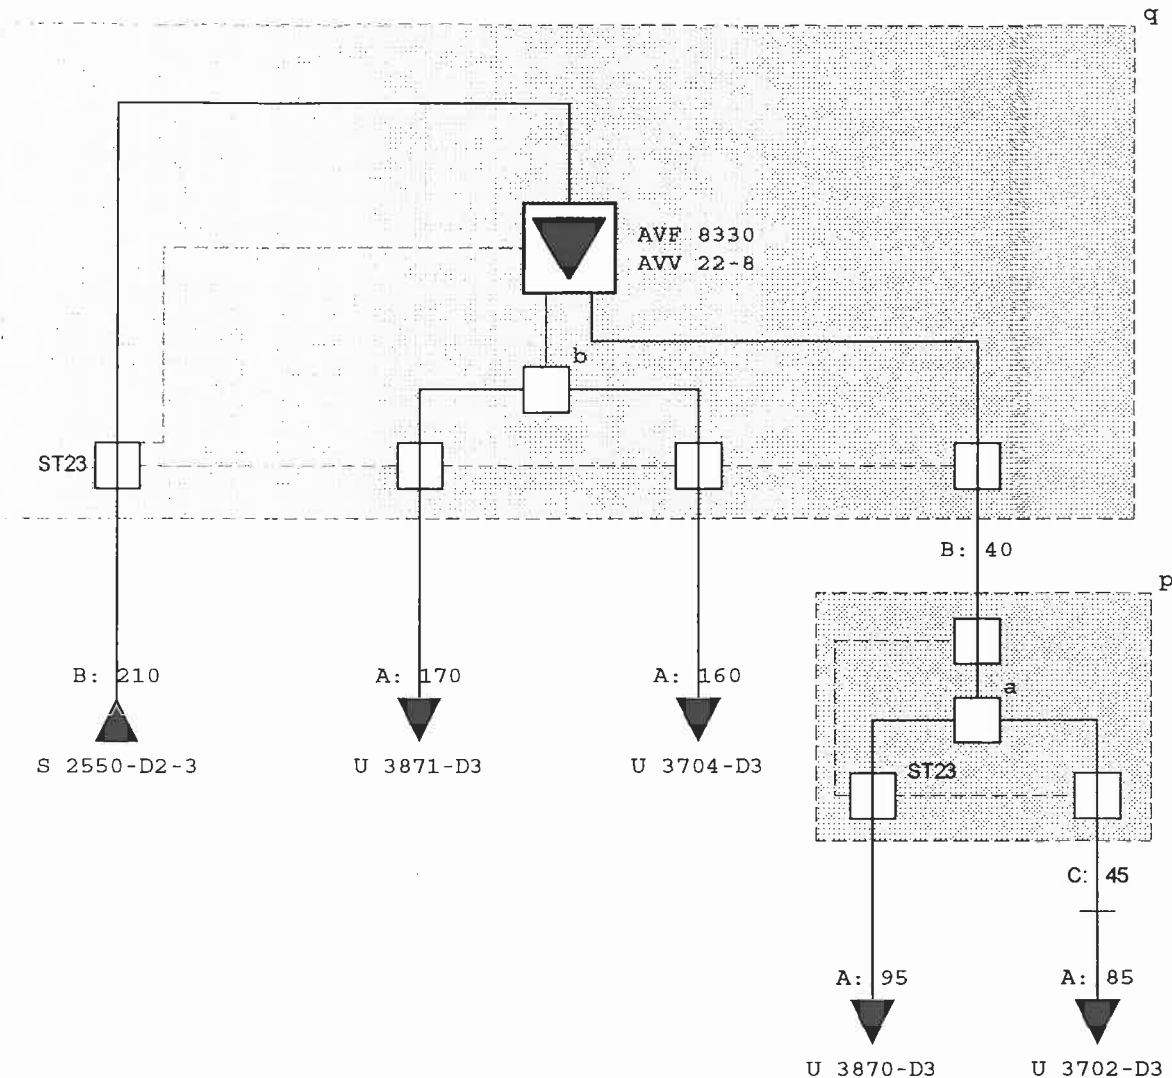 q
AVF 8330
AVV 22-8
b
ST23
B: 40
p
B: 210
A: 170
A: 160
a
S 2550-D2-3
U 3871-D3
U 3704-D3
ST23
C: 45
A: 95
A: 85
U 3870-D3
U 3702-D3